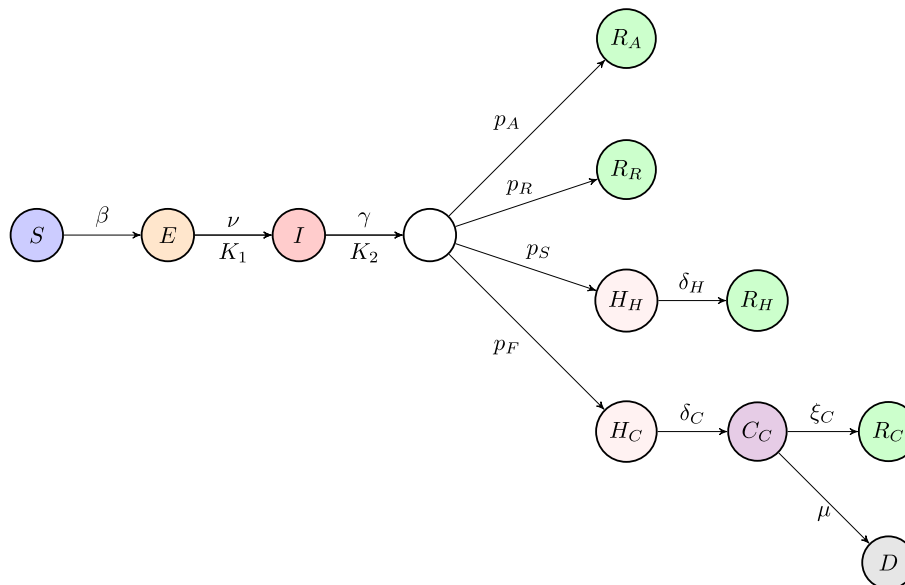 R_A
p_A
R_R
p_R
S
β
E
ν
K_1
I
γ
K_2
p_S
H_H
δ_H
R_H
p_F
H_C
δ_C
C_C
ξ_C
R_C
μ
D